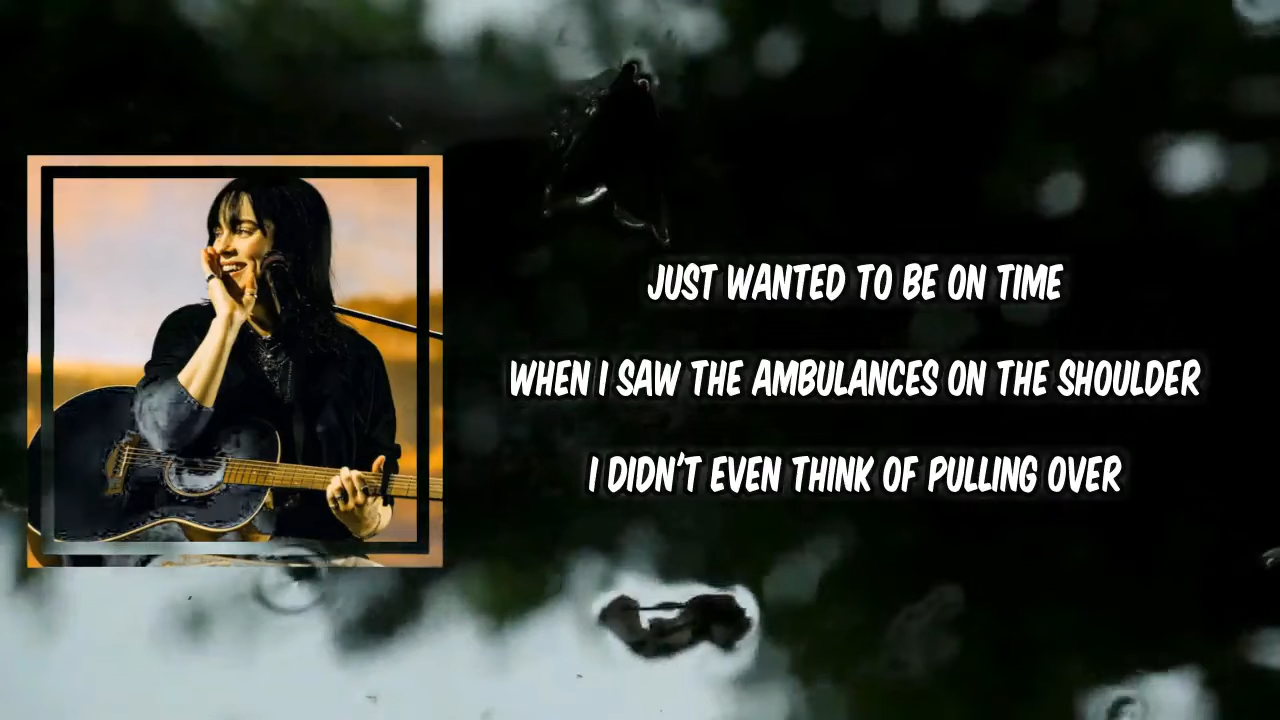 JUST WANTED TO BE ON TIME
WHEN I SAW THE AMBULANCES ON THE SHOULDER
I DIDN'T EVEN THINK OF PULLING OVER